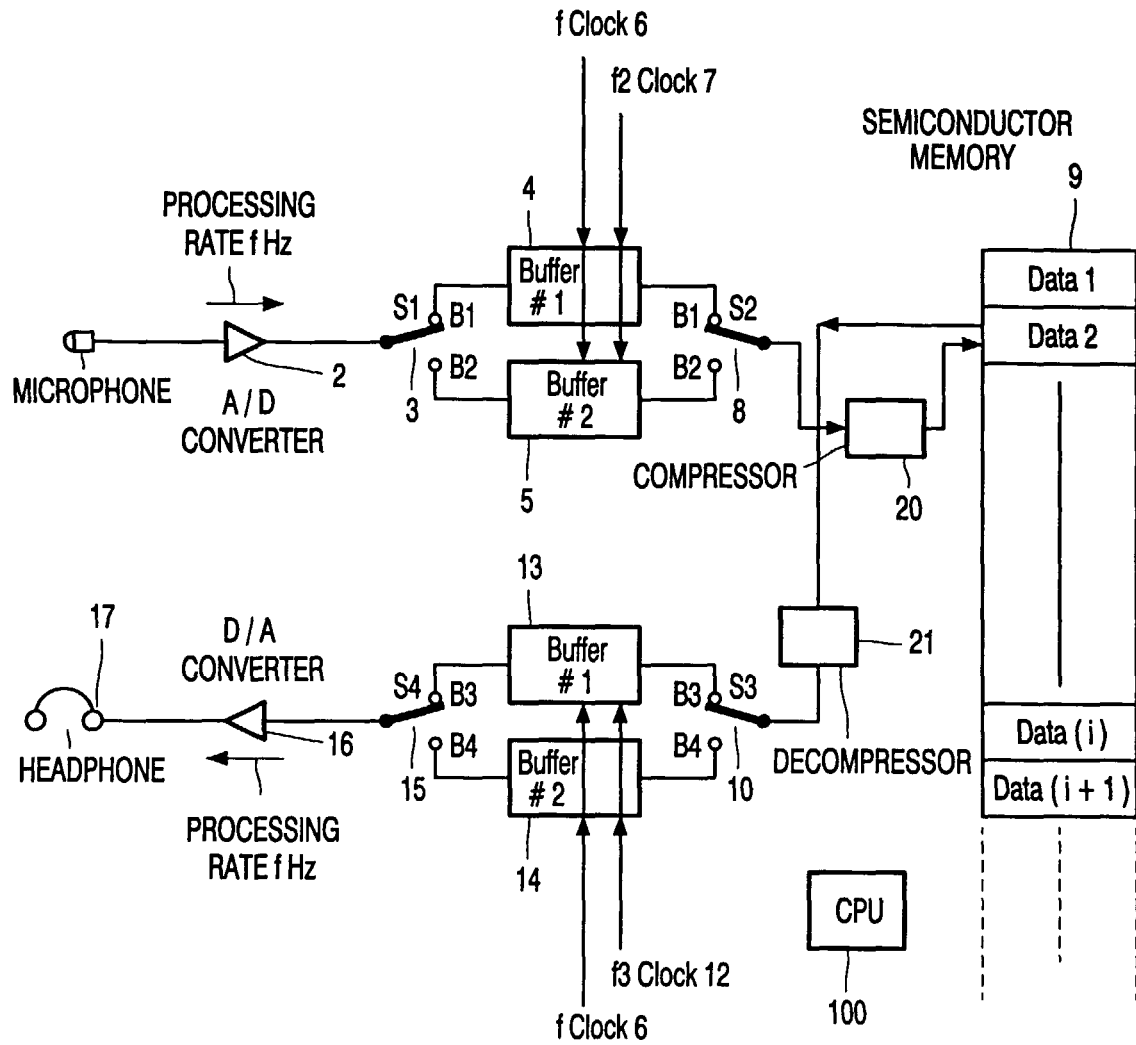 f Clock 6
f2 Clock 7
SEMICONDUCTOR
MEMORY
9
PROCESSING
RATE f Hz
4
Buffer
# 1
Data 1
S1
B1
B1
S2
Data 2
B2
B2
MICROPHONE
2
3
Buffer
# 2
8
A / D
CONVERTER
COMPRESSOR
5
20
13
17
D / A
CONVERTER
Buffer
# 1
21
S4
B3
B3
S3
Data ( i )
HEADPHONE
16
B4
B4
15
Buffer
# 2
10
DECOMPRESSOR
Data ( i + 1 )
PROCESSING
RATE f Hz
14
CPU
f3 Clock 12
100
f Clock 6